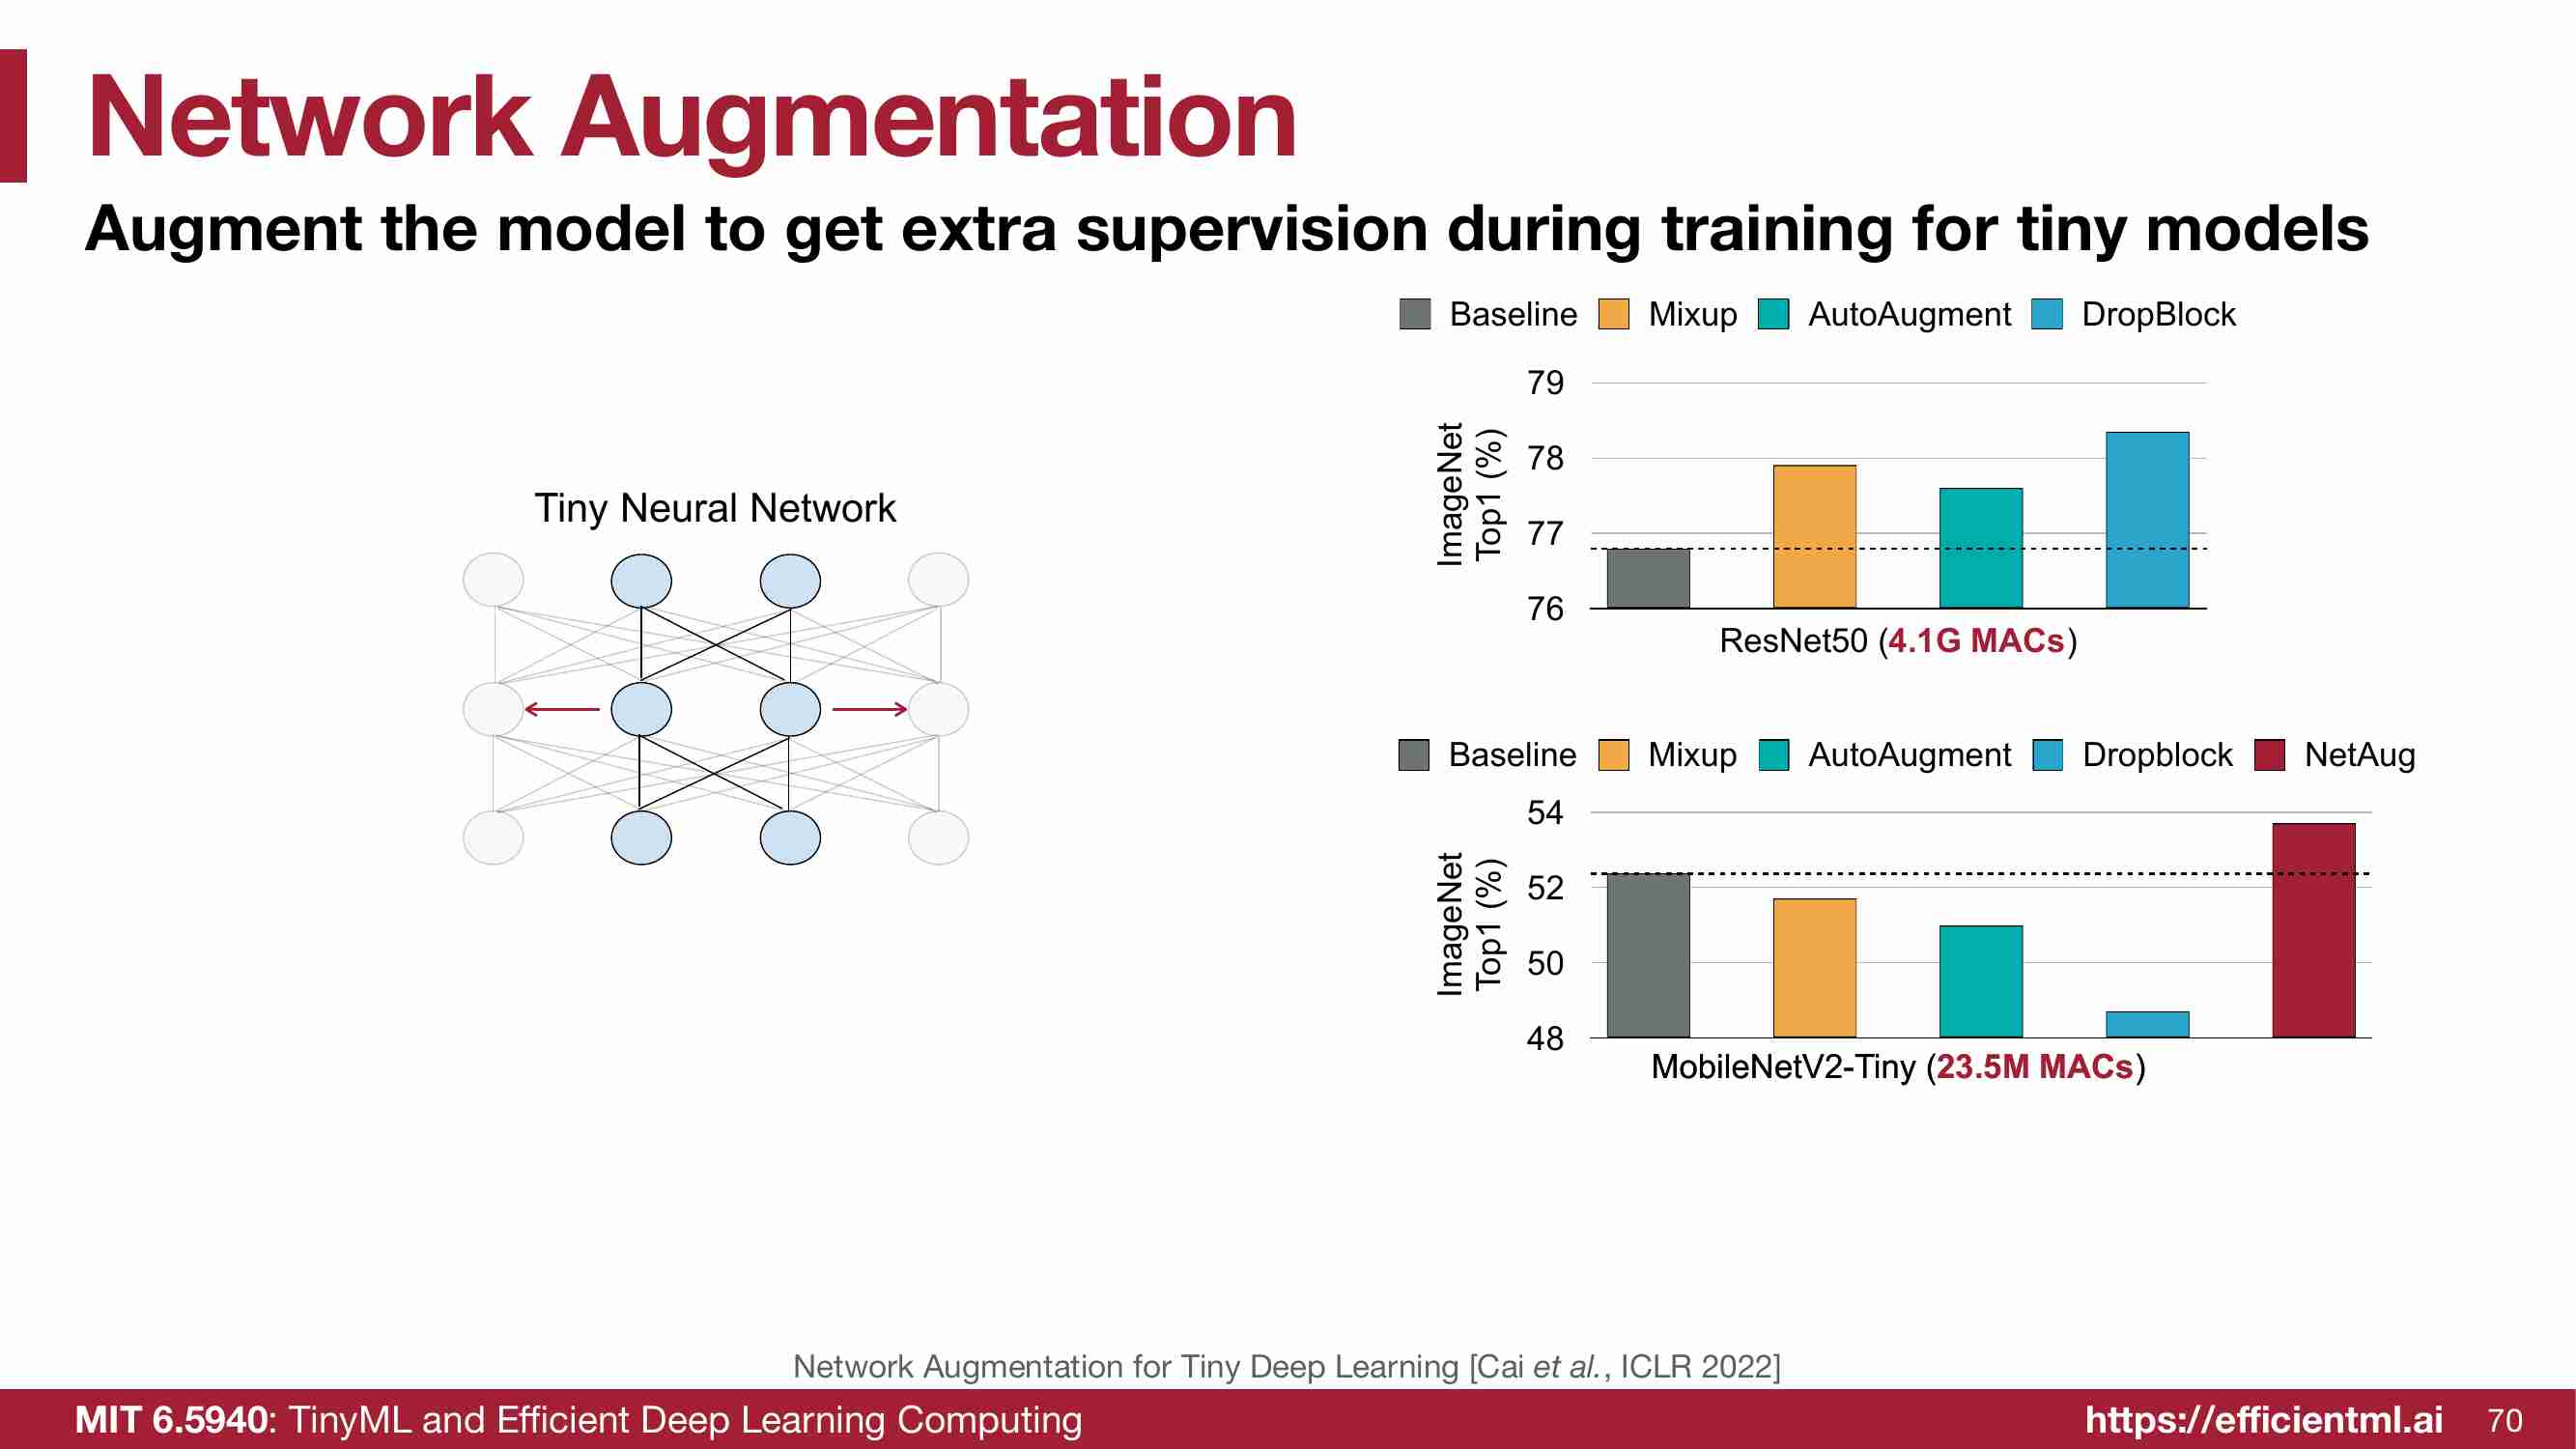 Network Augmentation
Augment the model to get extra supervision during training for tiny models
Tiny Neural Network
Baseline Mixup AutoAugment DropBlock
ImageNet
Top1 (%)
79
78
77
76
ResNet50 (4.1G MACs)
Baseline Mixup AutoAugment Dropblock NetAug
ImageNet
Top1 (%)
54
52
50
48
MobileNetV2-Tiny (23.5M MACs)
Network Augmentation for Tiny Deep Learning [Cai et al., ICLR 2022]
MIT 6.5940: TinyML and Efficient Deep Learning Computing
https://efficientml.ai 70